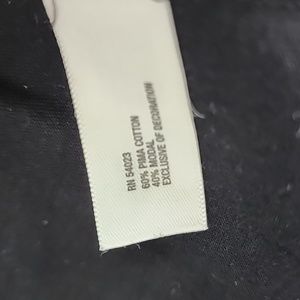 RN 54023
60% PIMA COTTON
40% MODAL
EXCLUSIVE OF DECORATION